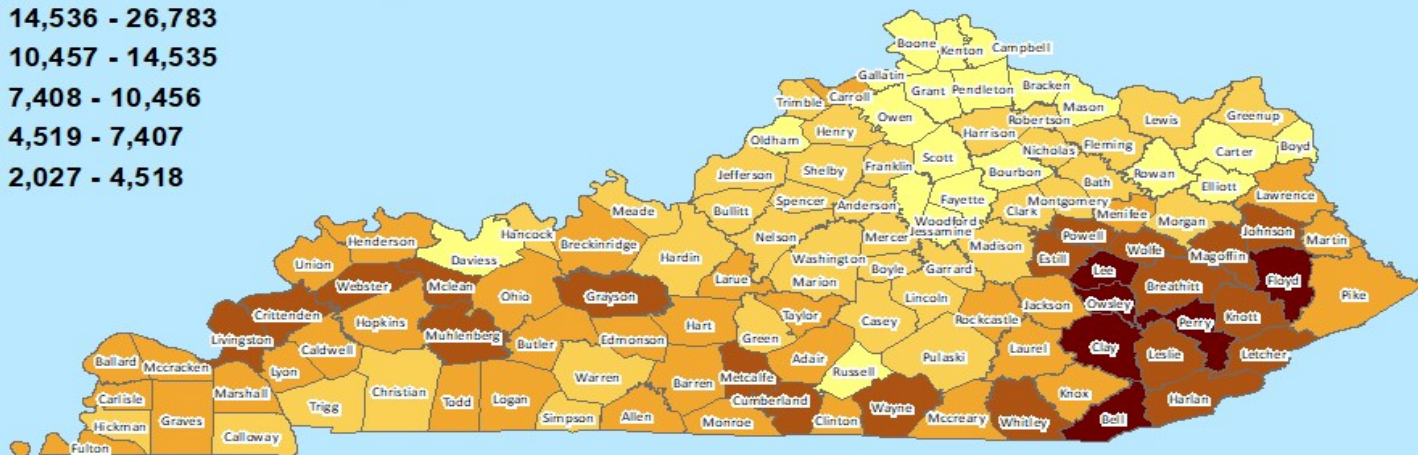 14,536 - 26,783
10,457 - 14,535
7,408 - 10,456
4,519 - 7,407
2,027 - 4,518
Boone
Kenton
Campbell
Gallatin
Grant
Pendleton
Bracken
Trimble
Carroll
Owen
Mason
Robertson
Lewis
Greenup
Oldham
Henry
Harrison
Nicholas
Fleming
Carter
Boyd
Jefferson
Shelby
Franklin
Scott
Bourbon
Bath
Rowan
Elliott
Lawrence
Meade
Bullitt
Spencer
Anderson
Fayette
Woodford
Jessamine
Clark
Montgomery
Menifee
Morgan
Johnson
Martin
Henderson
Hancock
Daviess
Breckinridge
Hardin
Nelson
Washington
Mercer
Madison
Powell
Wolfe
Magoffin
Union
Webster
Mclean
Ohio
Grayson
Larue
Marion
Boyle
Garrard
Estill
Lee
Breathitt
Floyd
Pike
Crittenden
Hopkins
Muhlenberg
Hart
Taylor
Casey
Lincoln
Rockcastle
Jackson
Owsley
Perry
Knott
Livingston
Caldwell
Butler
Edmonson
Green
Adair
Pulaski
Laurel
Clay
Leslie
Letcher
Ballard
Mccracken
Lyon
Warren
Barren
Metcalfe
Russell
Carlisle
Marshall
Christian
Todd
Logan
Cumberland
Wayne
Knox
Harlan
Hickman
Graves
Trigg
Simpson
Allen
Monroe
Clinton
Mccreary
Whitley
Bell
Calloway
Fulton